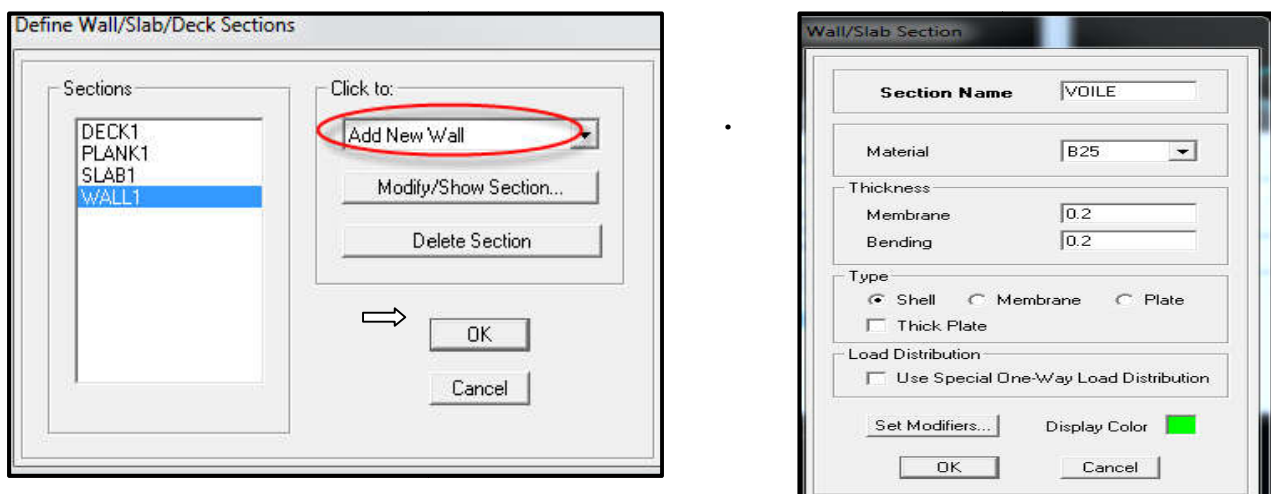 Define Wall/Slab/Deck Sections
Sections
DECK1
PLANK1
SLAB1
WALL1
Click to:
Add New Wall
Modify/Show Section...
Delete Section
OK
Cancel
Wall/Slab Section
Section Name VOILE
Material B25
Thickness
Membrane 0.2
Bending 0.2
Type
Shell Membrane Plate
Thick Plate
Load Distribution
Use Special One-Way Load Distribution
Set Modifiers... Display Color
OK Cancel